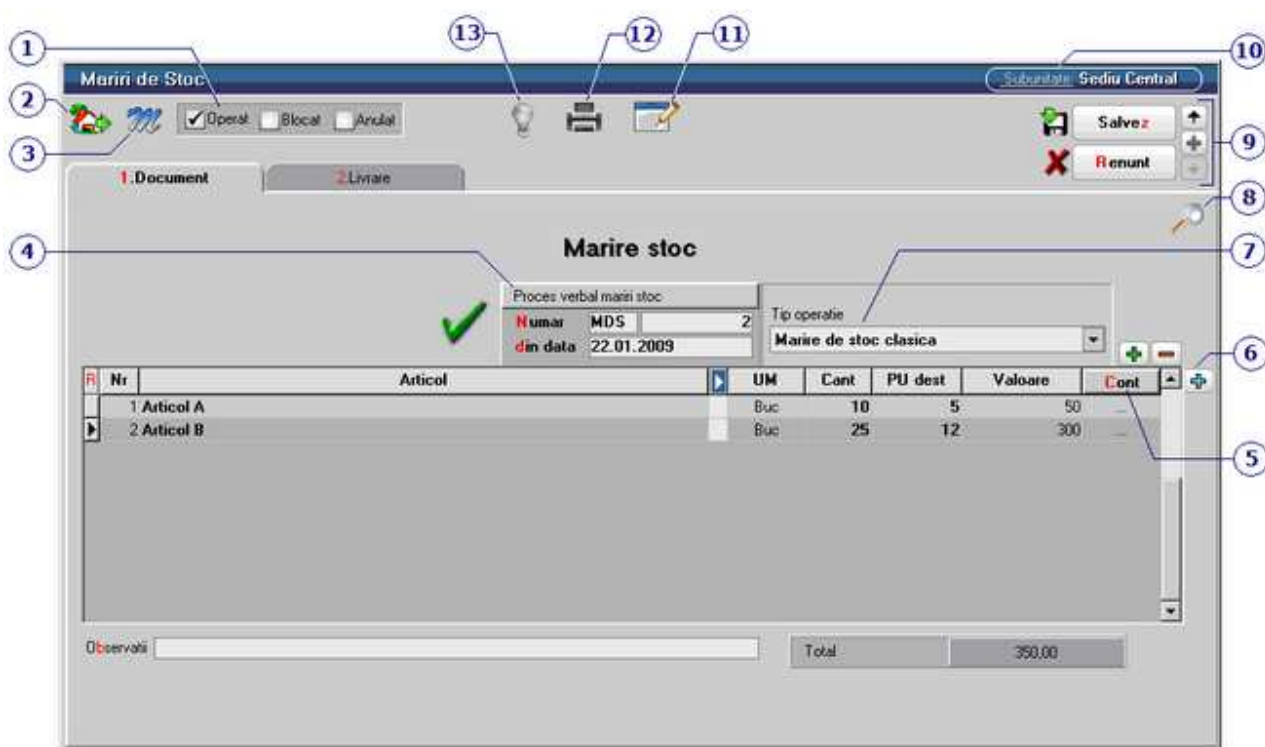 13
12
11
1
10
Mariri de Stoc
Subunitate Sediu Central
2
Operat Blocat Anulat
Salvez
9
3
Renunt
1.Document
2.Livrare
8
4
Marire stoc
7
Proces verbal mariri stoc
Numar MDS 2
Tip operatie
din data 22.01.2009
Marire de stoc clasica
6
R Nr Articol UM Cant PU dest Valoare Cont
1 Articol A Buc 10 5 50 ...
2 Articol B Buc 25 12 300 ...
5
Observatii
Total 350,00